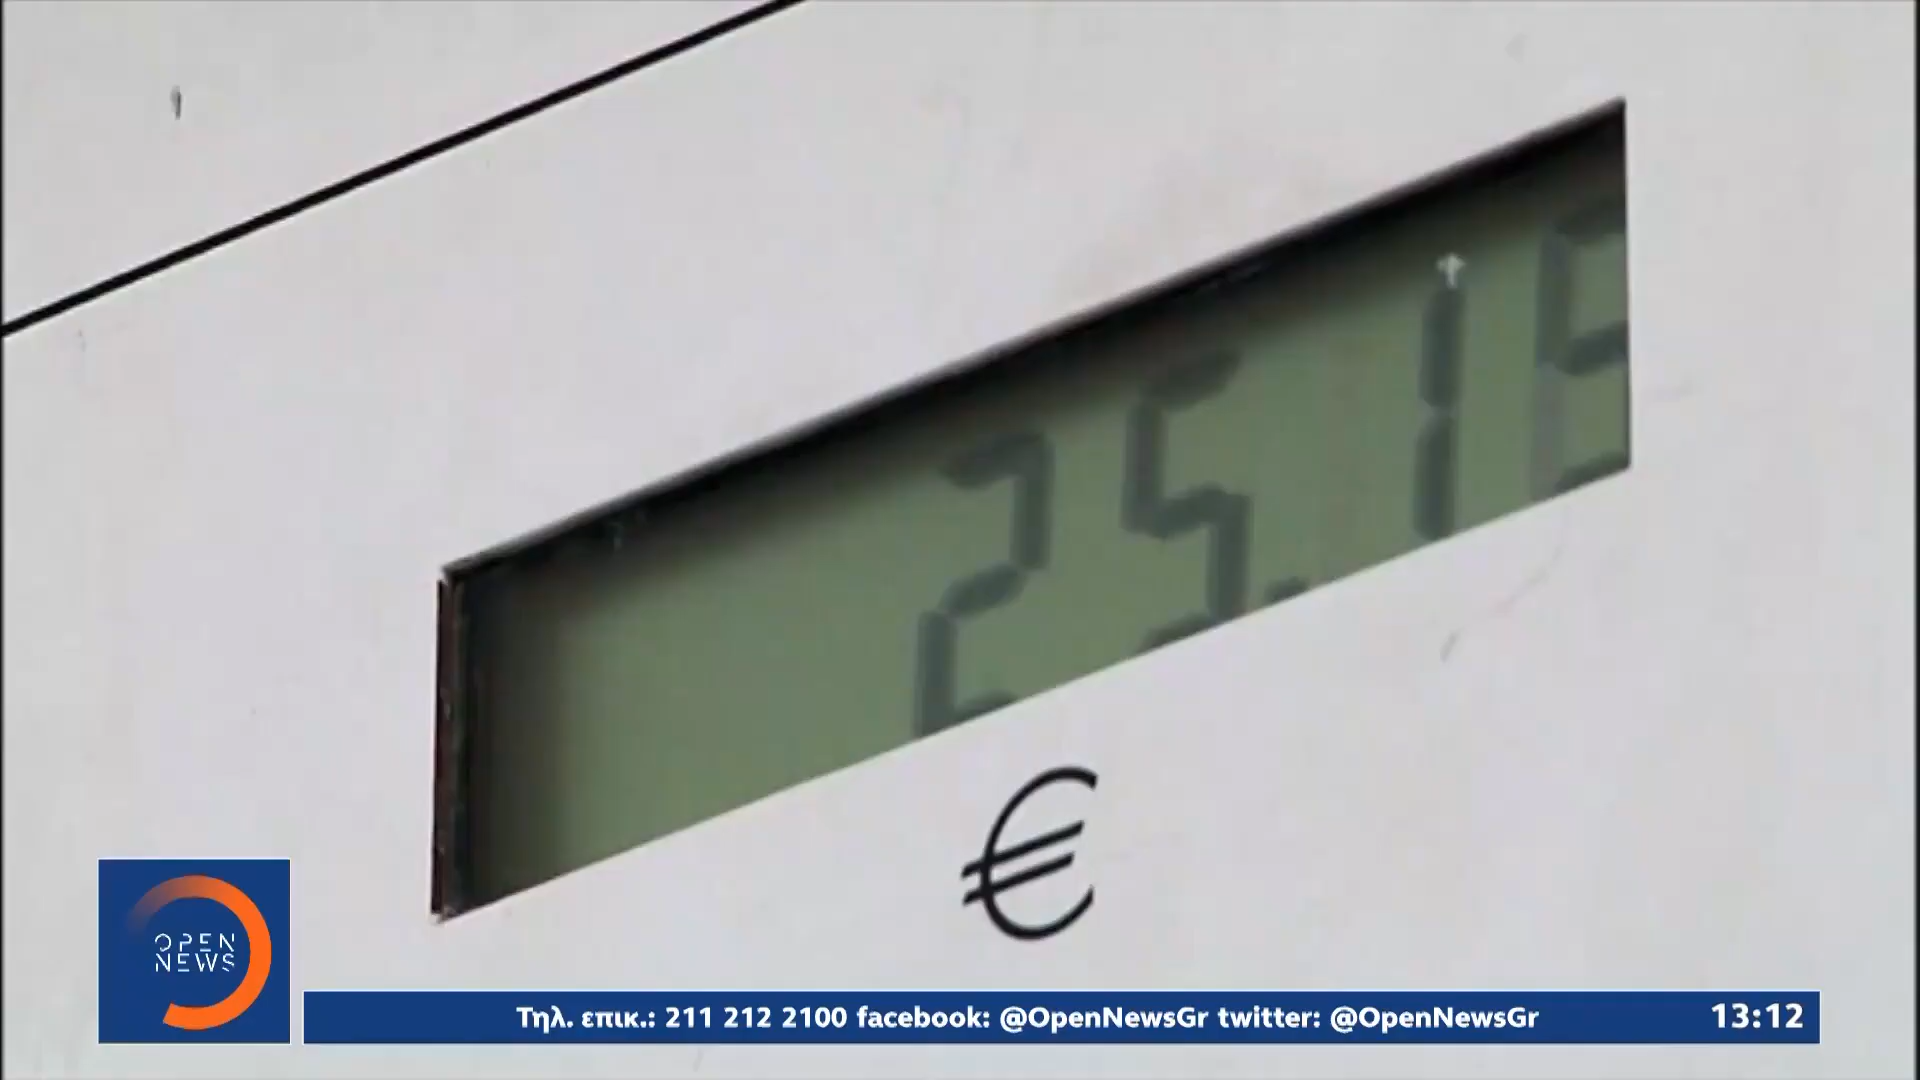 25.1
€
OPEN
NEWS
Τηλ. επικ.: 211 212 2100 facebook: @OpenNewsGr twitter: @OpenNewsGr
13:12